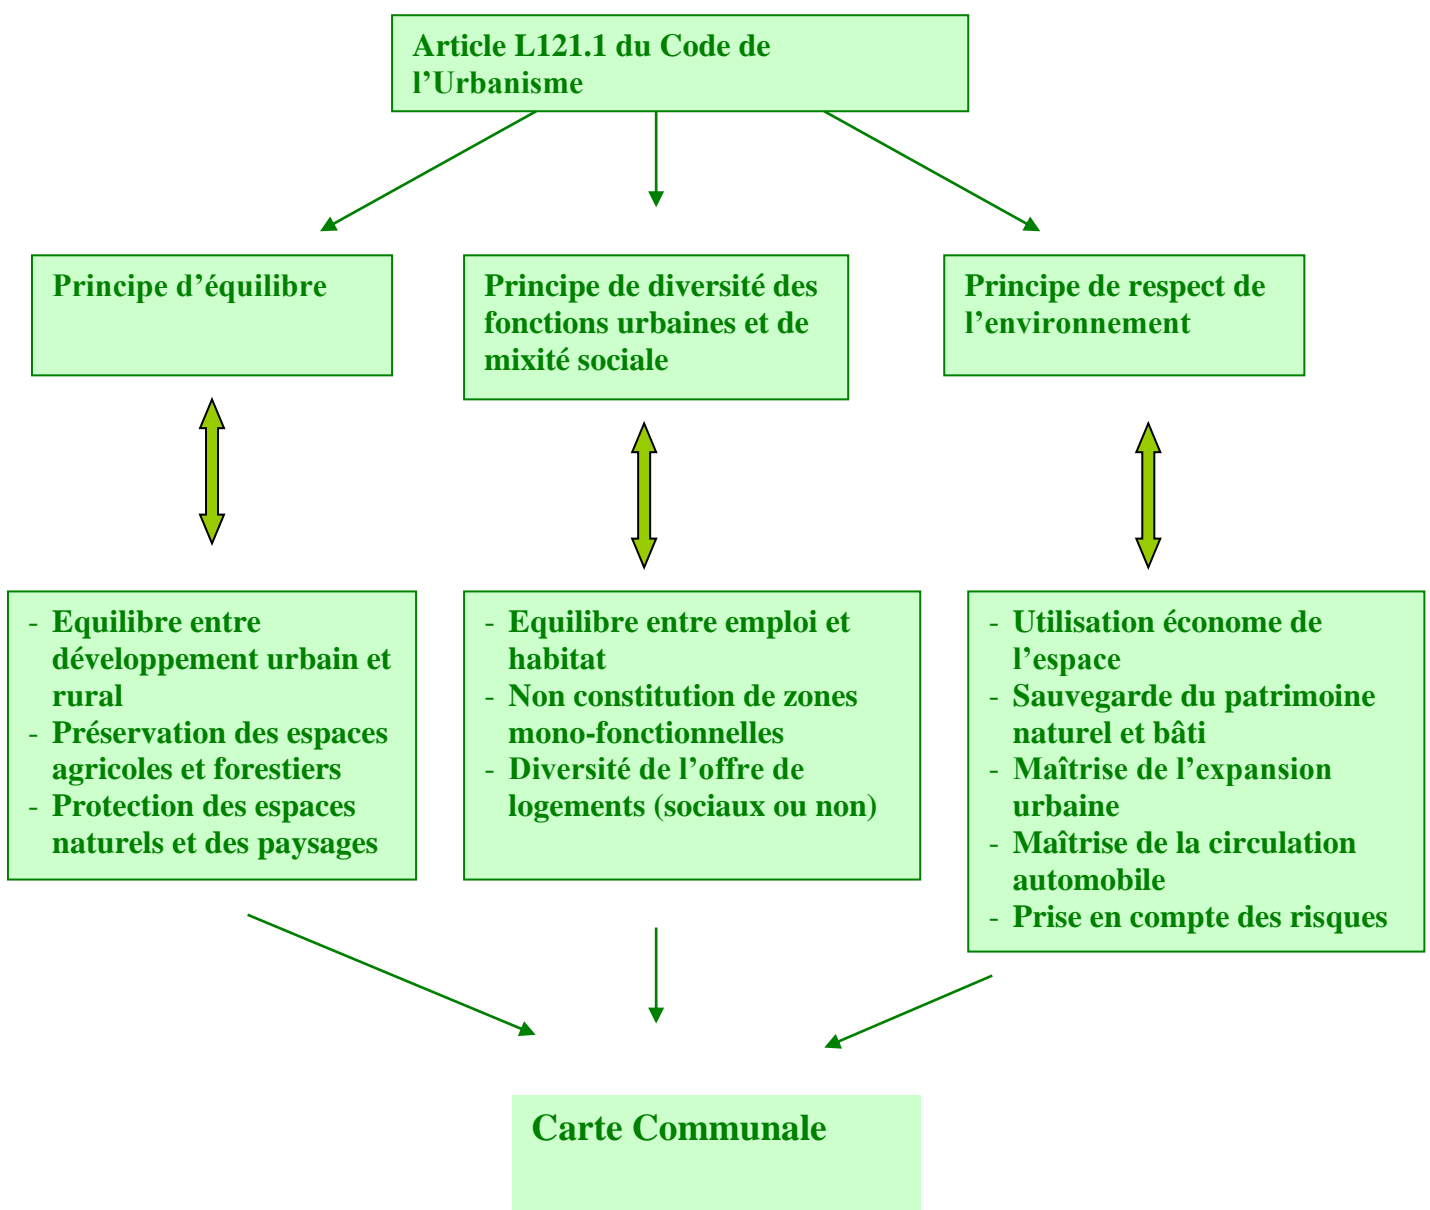 Article L121.1 du Code de
l’Urbanisme
Principe d’équilibre
Principe de diversité des
fonctions urbaines et de
mixité sociale
Principe de respect de
l’environnement
- Equilibre entre
développement urbain et
rural
- Préservation des espaces
agricoles et forestiers
- Protection des espaces
naturels et des paysages
- Equilibre entre emploi et
habitat
- Non constitution de zones
mono-fonctionnelles
- Diversité de l’offre de
logements (sociaux ou non)
- Utilisation économe de
l’espace
- Sauvegarde du patrimoine
naturel et bâti
- Maîtrise de l’expansion
urbaine
- Maîtrise de la circulation
automobile
- Prise en compte des risques
Carte Communale